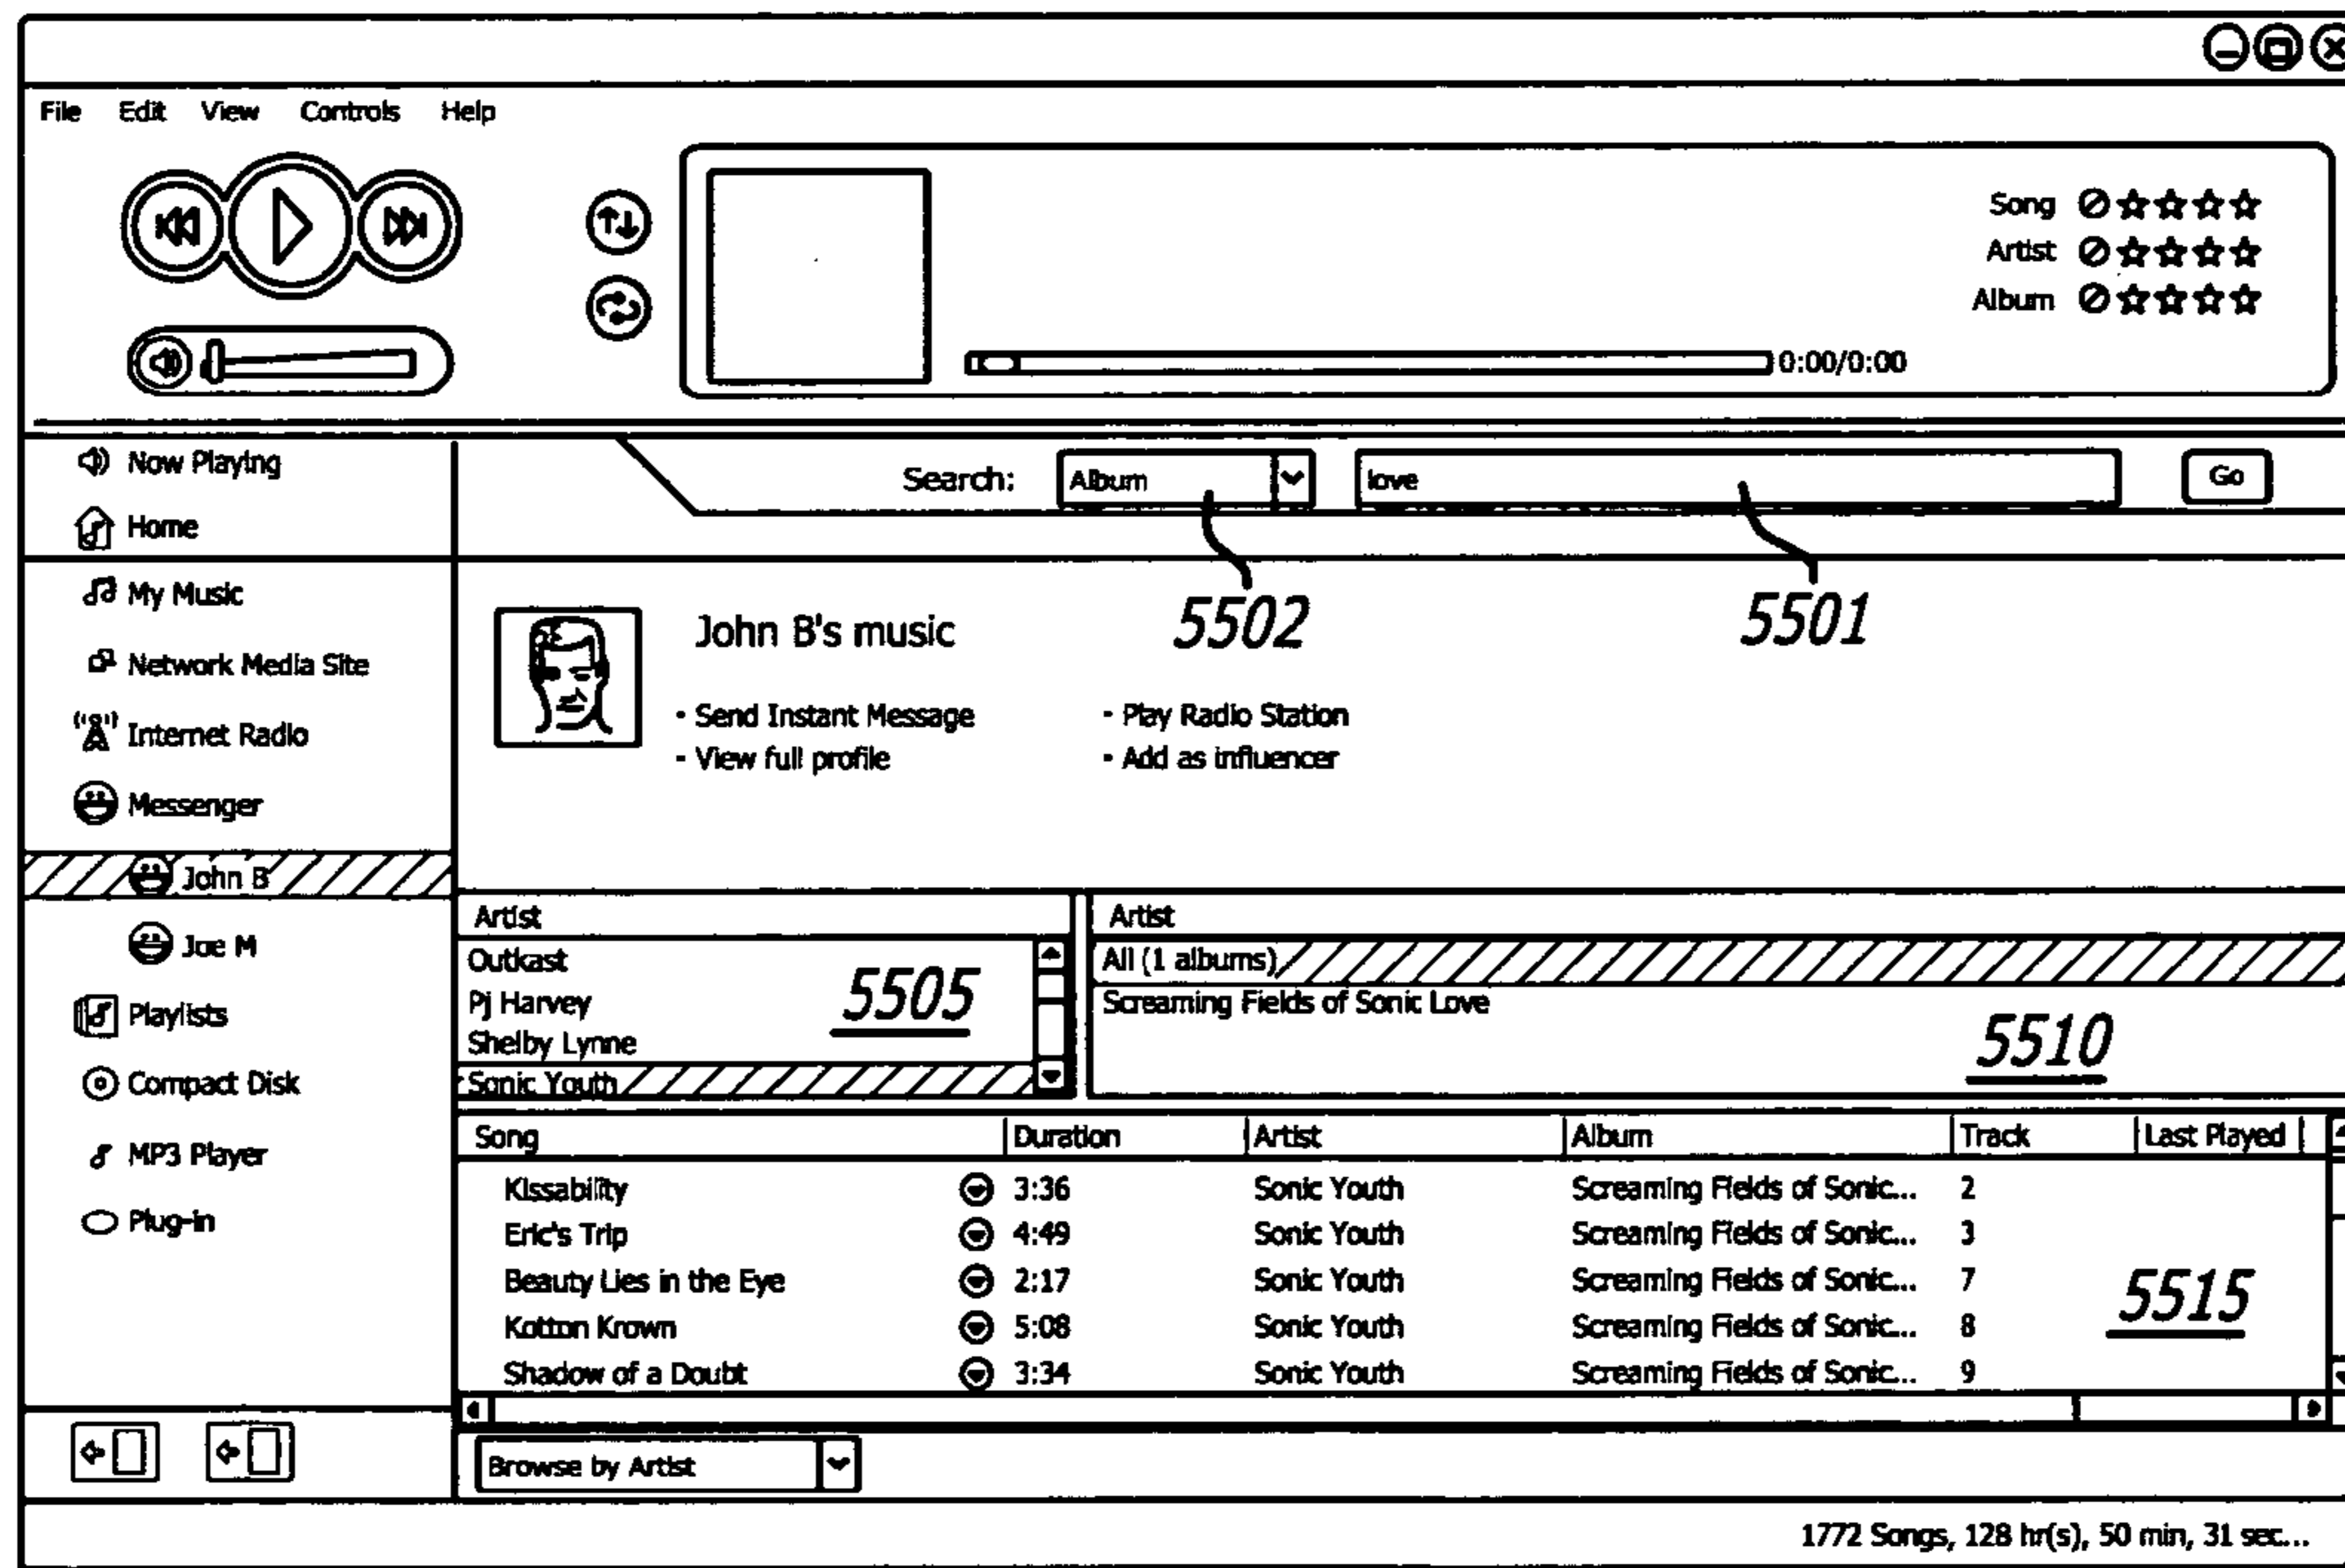 File Edit View Controls Help
Song
Artist
Album
0:00/0:00
Now Playing
Home
Search: Album love Go
5502 5501
My Music
Network Media Site
Internet Radio
Messenger
John B
Joe M
Playlists
Compact Disk
MP3 Player
Plug-in
John B's music
- Send Instant Message - Play Radio Station
- View full profile - Add as influencer
Artist
Outkast
Pj Harvey
Shelby Lynne
Sonic Youth
5505
Artist
All (1 albums)
Screaming Fields of Sonic Love
5510
Song Duration Artist Album Track Last Played
Kissability 3:36 Sonic Youth Screaming Fields of Sonic... 2
Eric's Trip 4:49 Sonic Youth Screaming Fields of Sonic... 3
Beauty Lies in the Eye 2:17 Sonic Youth Screaming Fields of Sonic... 7
Kotton Krown 5:08 Sonic Youth Screaming Fields of Sonic... 8
Shadow of a Doubt 3:34 Sonic Youth Screaming Fields of Sonic... 9
5515
Browse by Artist
1772 Songs, 128 hr(s), 50 min, 31 sec...